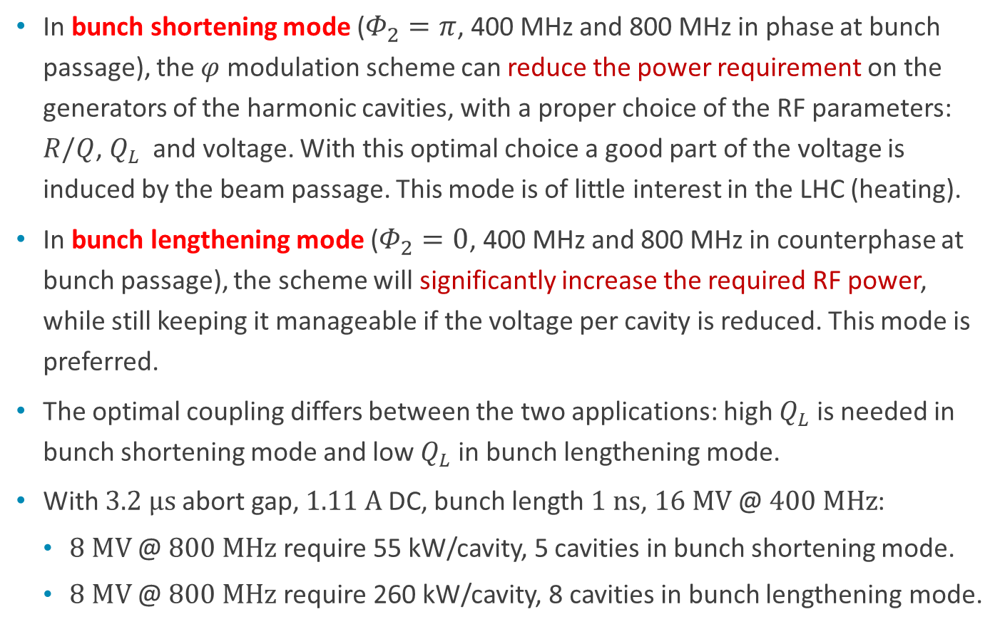 • In bunch shortening mode (Φ₂ = π, 400 MHz and 800 MHz in phase at bunch
passage), the φ modulation scheme can reduce the power requirement on the
generators of the harmonic cavities, with a proper choice of the RF parameters:
R/Q, Q_L and voltage. With this optimal choice a good part of the voltage is
induced by the beam passage. This mode is of little interest in the LHC (heating).
• In bunch lengthening mode (Φ₂ = 0, 400 MHz and 800 MHz in counterphase at
bunch passage), the scheme will significantly increase the required RF power,
while still keeping it manageable if the voltage per cavity is reduced. This mode is
preferred.
• The optimal coupling differs between the two applications: high Q_L is needed in
bunch shortening mode and low Q_L in bunch lengthening mode.
• With 3.2 μs abort gap, 1.11 A DC, bunch length 1 ns, 16 MV @ 400 MHz:
• 8 MV @ 800 MHz require 55 kW/cavity, 5 cavities in bunch shortening mode.
• 8 MV @ 800 MHz require 260 kW/cavity, 8 cavities in bunch lengthening mode.